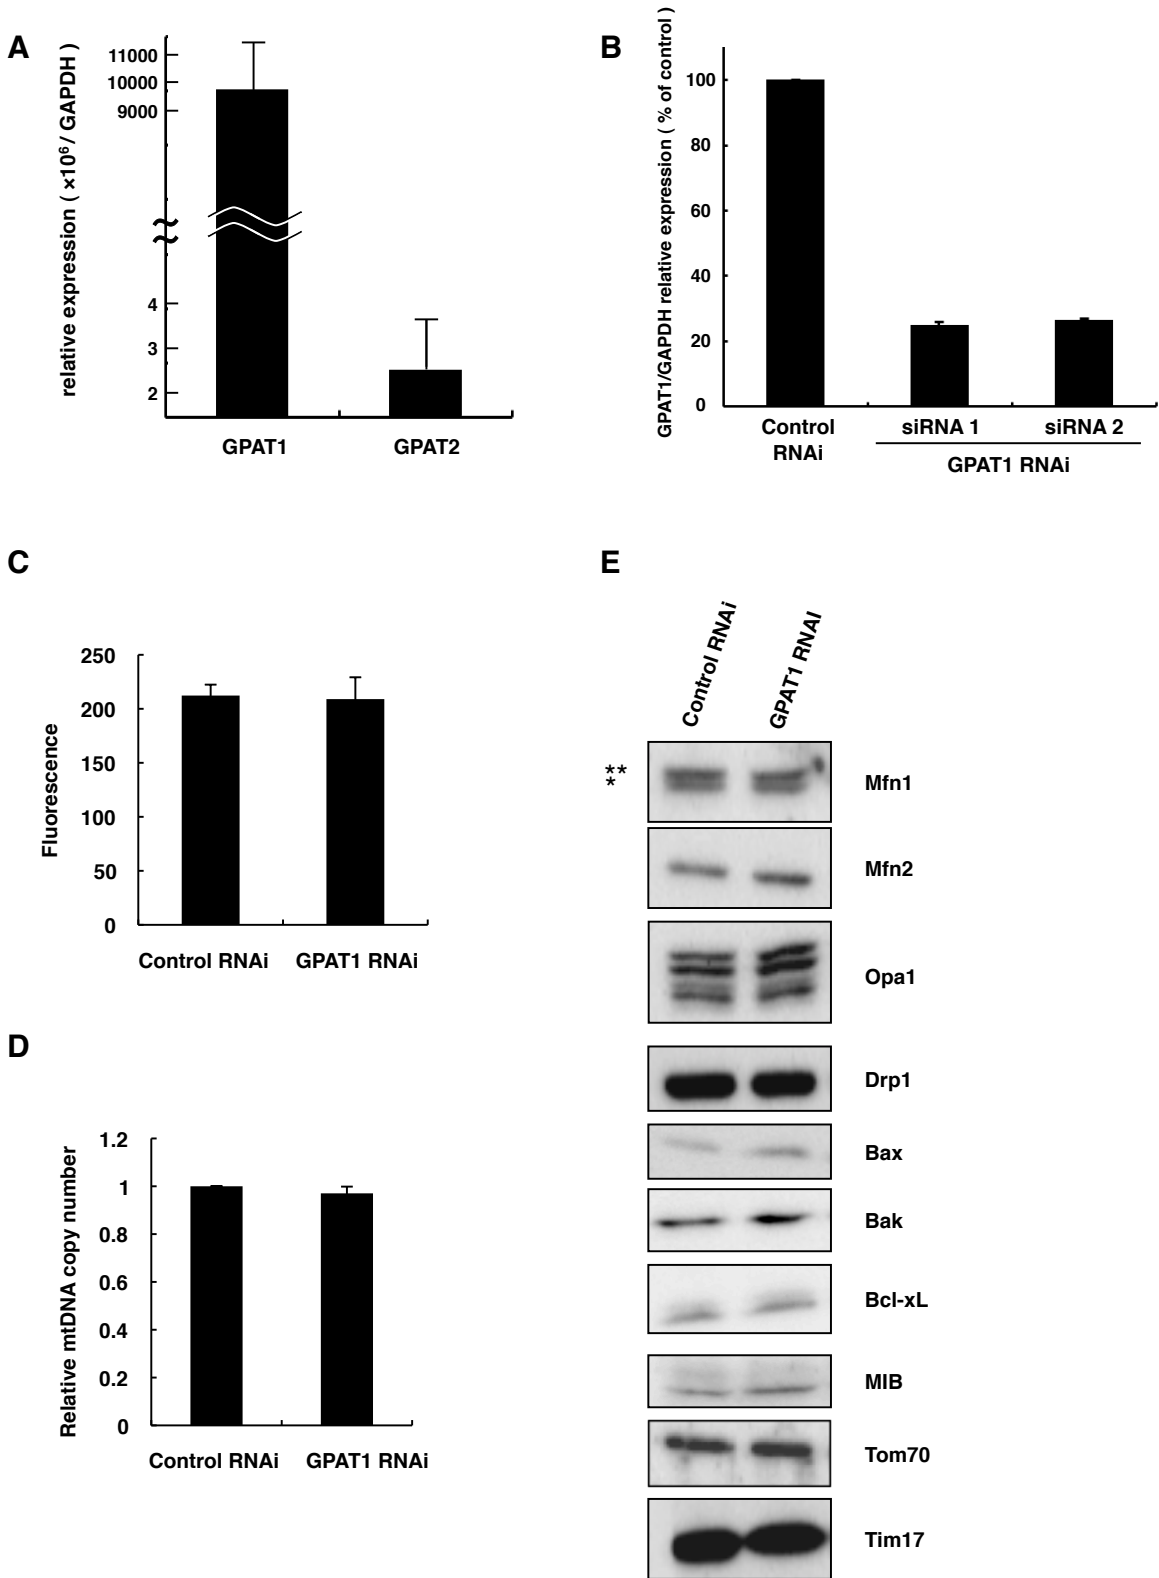 A
relative expression ( ×10⁶ / GAPDH )
11000
10000
9000
4
3
2
GPAT1 GPAT2
B
GPAT1/GAPDH relative expression ( % of control )
100
80
60
40
20
0
Control RNAi
siRNA 1 siRNA 2
GPAT1 RNAi
C
Fluorescence
250
200
150
100
50
0
Control RNAi GPAT1 RNAi
D
Relative mtDNA copy number
1.2
1
0.8
0.6
0.4
0.2
0
Control RNAi GPAT1 RNAi
E
Control RNAi
GPAT1 RNAI
**
*
Mfn1
Mfn2
Opa1
Drp1
Bax
Bak
Bcl-xL
MIB
Tom70
Tim17